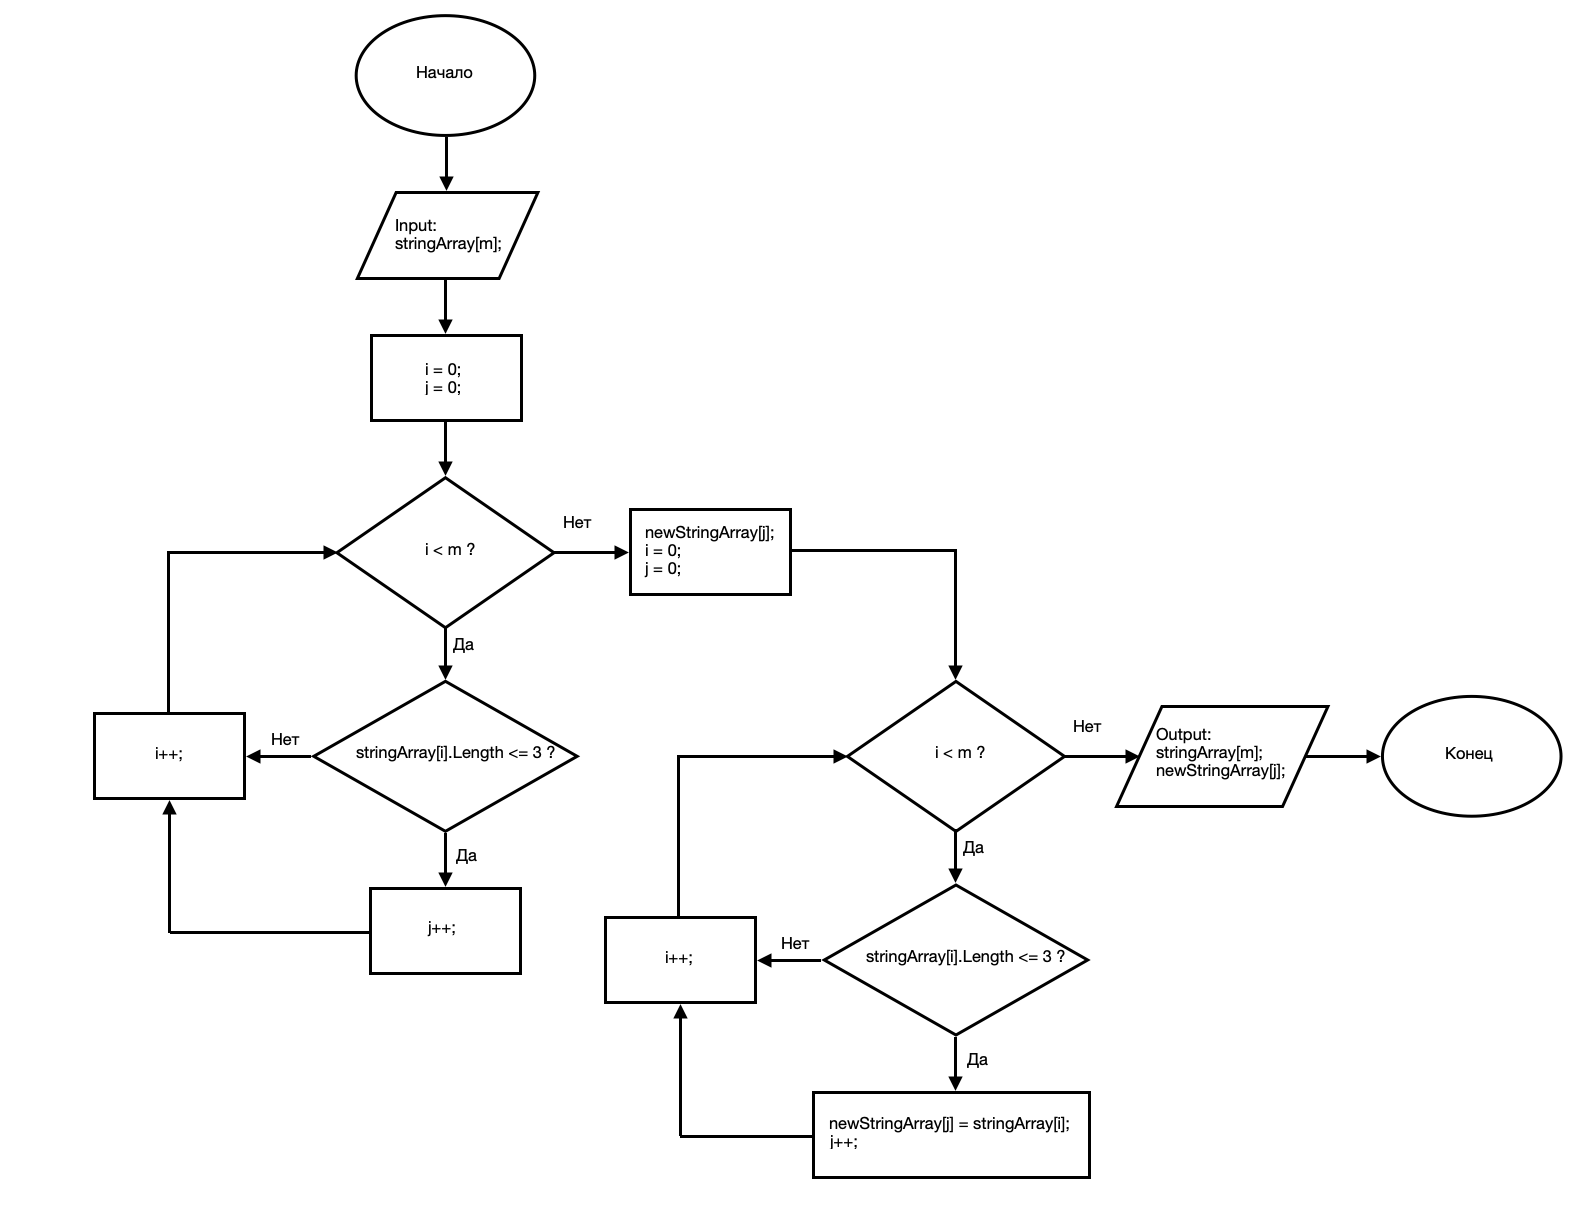 Начало
Input:
stringArray[m];
i = 0;
j = 0;
i < m ?
Нет
newStringArray[j];
i = 0;
j = 0;
Да
stringArray[i].Length <= 3 ?
Нет
i++;
Да
j++;
i < m ?
Нет
Output:
stringArray[m];
newStringArray[j];
Конец
Да
stringArray[i].Length <= 3 ?
Нет
i++;
Да
newStringArray[j] = stringArray[i];
j++;